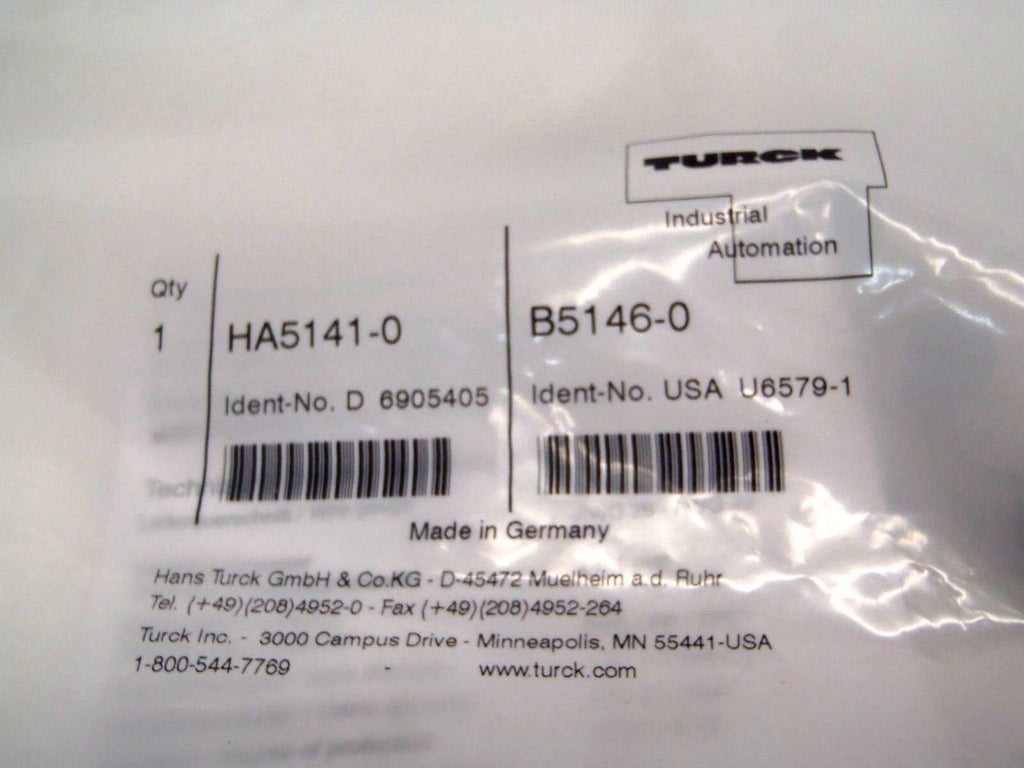 TURCK
Industrial
Automation
Qty
1
HA5141-0
B5146-0
Ident-No. D 6905405
Ident-No. USA U6579-1
Made in Germany
Hans Turck GmbH & Co.KG - D-45472 Muelheim a.d. Ruhr
Tel. (+49)(208)4952-0 - Fax (+49)(208)4952-264
Turck Inc. - 3000 Campus Drive - Minneapolis, MN 55441-USA
1-800-544-7769 - www.turck.com
of protection